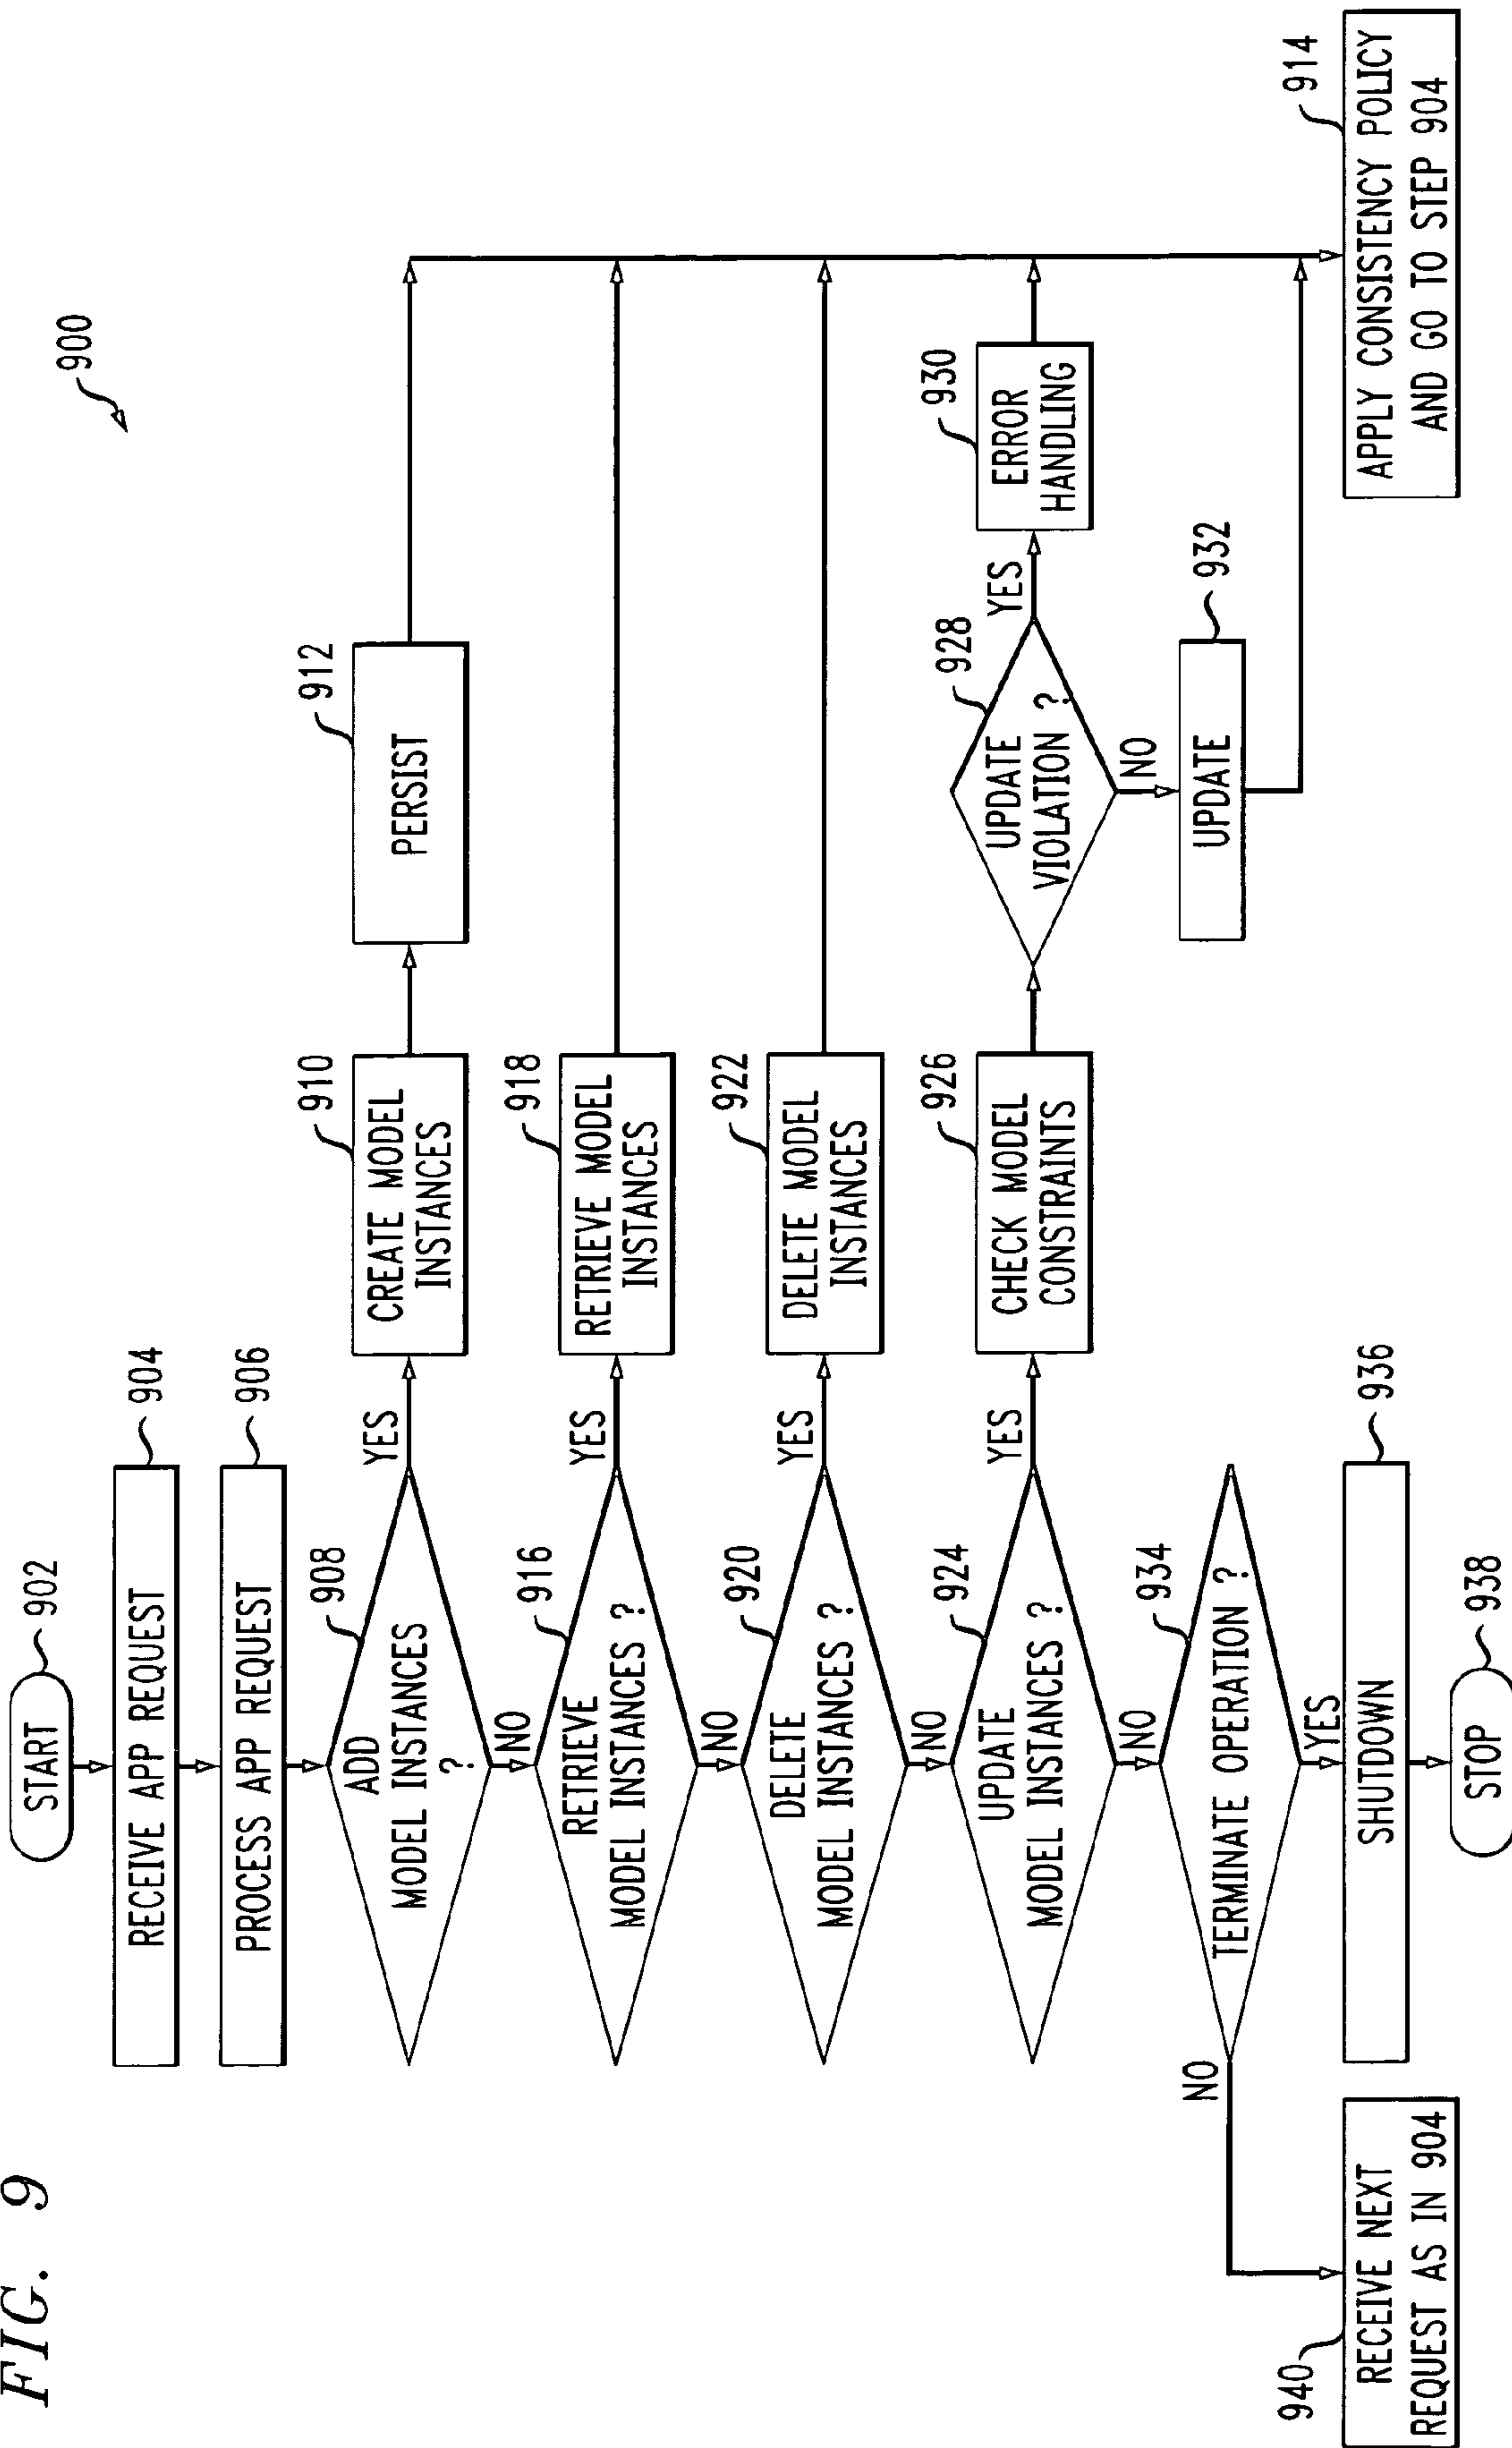 FIG. 9
900
START
902
RECEIVE APP REQUEST
904
PROCESS APP REQUEST
906
ADD
MODEL INSTANCES
?
908
YES
NO
CREATE MODEL
INSTANCES
910
PERSIST
912
RETRIEVE
MODEL INSTANCES ?
916
YES
NO
RETRIEVE MODEL
INSTANCES
918
DELETE
MODEL INSTANCES ?
920
YES
NO
DELETE MODEL
INSTANCES
922
UPDATE
MODEL INSTANCES ?
924
YES
NO
CHECK MODEL
CONSTRAINTS
926
UPDATE
VIOLATION ?
928
YES
NO
ERROR
HANDLING
930
UPDATE
932
TERMINATE OPERATION ?
934
NO
YES
RECEIVE NEXT
REQUEST AS IN 904
940
SHUTDOWN
936
APPLY CONSISTENCY POLICY
AND GO TO STEP 904
914
STOP
938